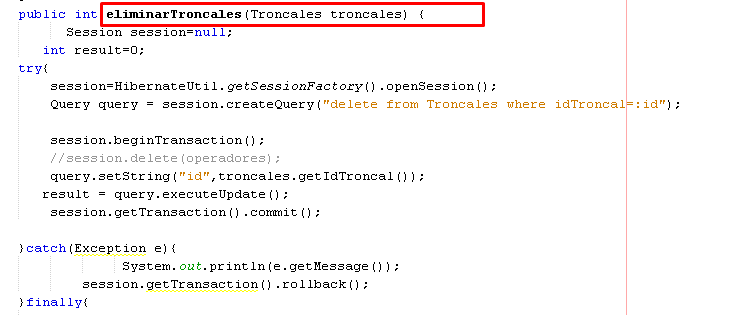 public int eliminarTroncales(Troncales troncales) {
Session session=null;
int result=0;
try{
session=HibernateUtil.getSessionFactory().openSession();
Query query = session.createQuery("delete from Troncales where idTroncal=:id");
session.beginTransaction();
//session.delete(operadores);
query.setString("id",troncales.getIdTroncal());
result = query.executeUpdate();
session.getTransaction().commit();
}catch(Exception e){
System.out.println(e.getMessage());
session.getTransaction().rollback();
}finally{